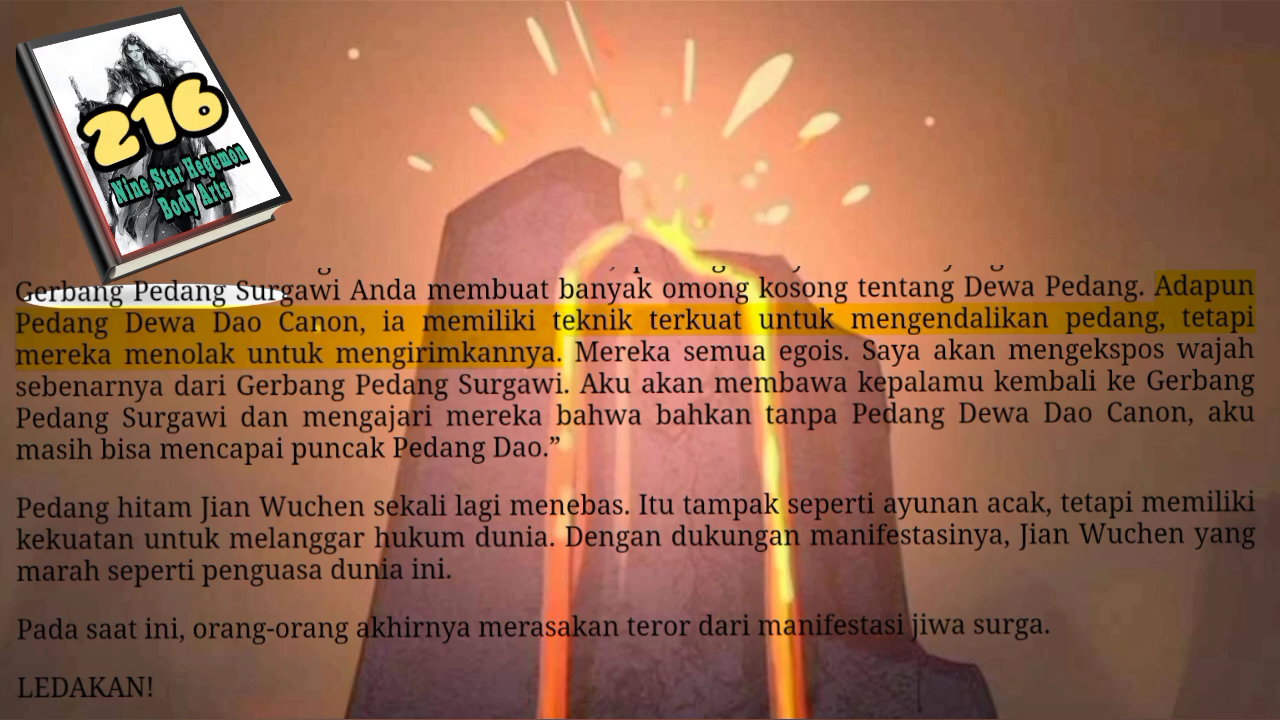 216
Nine Star Hegemon
Body Arts
Gerbang Pedang Surgawi Anda membuat banyak omong kosong tentang Dewa Pedang. Adapun
Pedang Dewa Dao Canon, ia memiliki teknik terkuat untuk mengendalikan pedang, tetapi
mereka menolak untuk mengirimkannya. Mereka semua egois. Saya akan mengekspos wajah
sebenarnya dari Gerbang Pedang Surgawi. Aku akan membawa kepalamu kembali ke Gerbang
Pedang Surgawi dan mengajari mereka bahwa bahkan tanpa Pedang Dewa Dao Canon, aku
masih bisa mencapai puncak Pedang Dao.”
Pedang hitam Jian Wuchen sekali lagi menebas. Itu tampak seperti ayunan acak, tetapi memiliki
kekuatan untuk melanggar hukum dunia. Dengan dukungan manifestasinya, Jian Wuchen yang
marah seperti penguasa dunia ini.
Pada saat ini, orang-orang akhirnya merasakan teror dari manifestasi jiwa surga.
LEDAKAN!